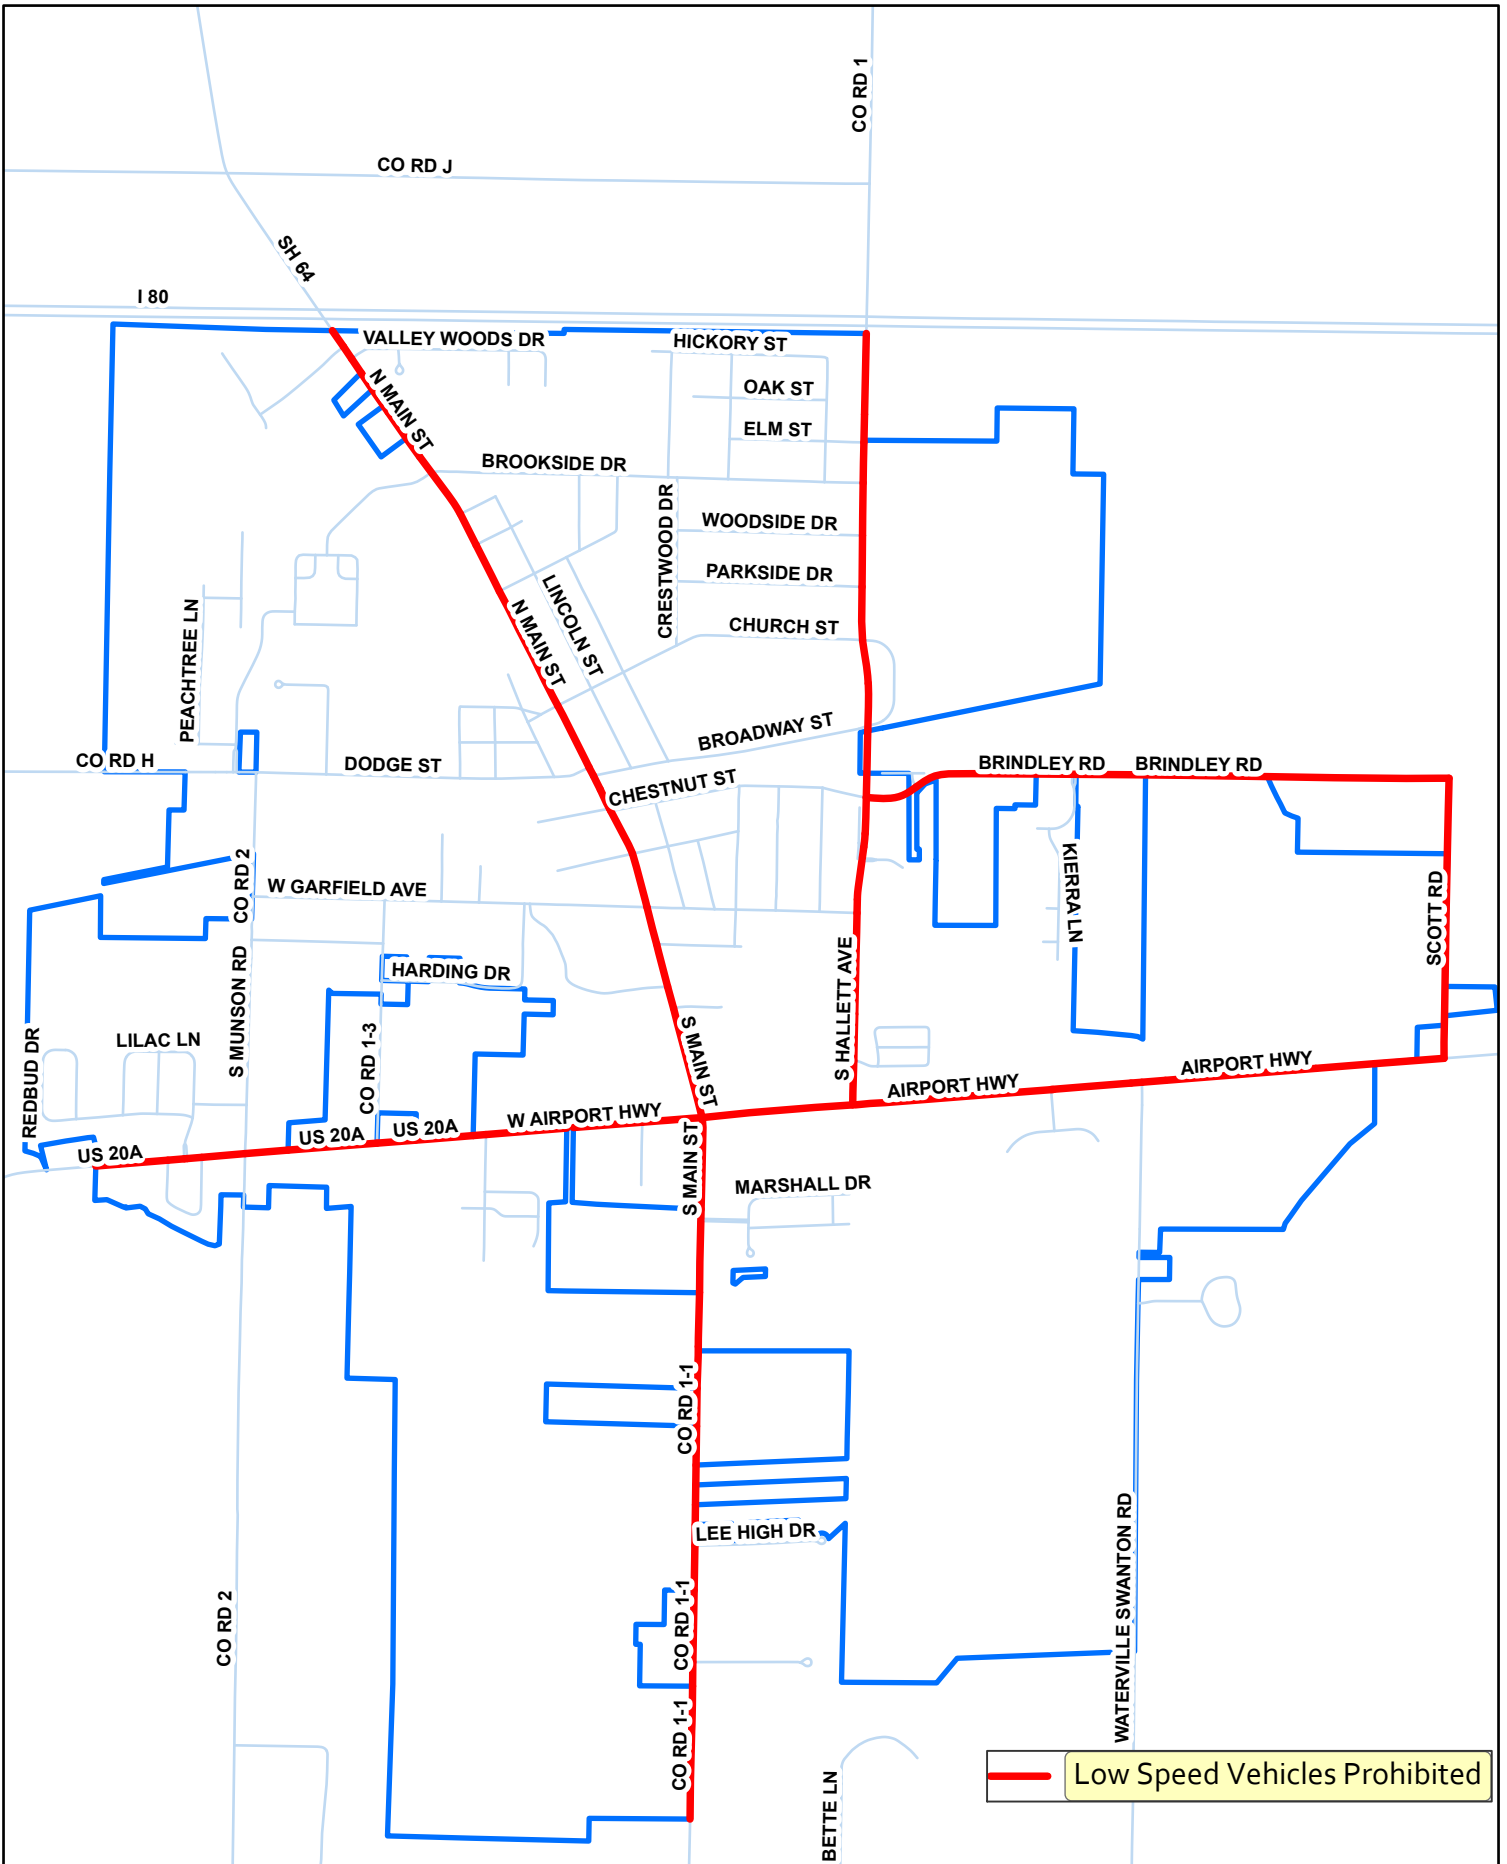 CO RD 1
CO RD J
SH 64
I 80
VALLEY WOODS DR
HICKORY ST
N MAIN ST
OAK ST
ELM ST
BROOKSIDE DR
CRESTWOOD DR
WOODSIDE DR
PARKSIDE DR
LINCOLN ST
N MAIN ST
PEACHTREE LN
CHURCH ST
BROADWAY ST
CO RD H
DODGE ST
CHESTNUT ST
BRINDLEY RD
BRINDLEY RD
KIERRA LN
CO RD 2
W GARFIELD AVE
SCOTT RD
S MUNSON RD
HARDING DR
S HALLETT AVE
REDBUD DR
LILAC LN
CO RD 1-3
S MAIN ST
AIRPORT HWY
AIRPORT HWY
W AIRPORT HWY
US 20A
US 20A
US 20A
S MAIN ST
MARSHALL DR
CO RD 1-1
LEE HIGH DR
WATERVILLE SWANTON RD
CO RD 2
CO RD 1-1
CO RD 1-1
BETTE LN
Low Speed Vehicles Prohibited